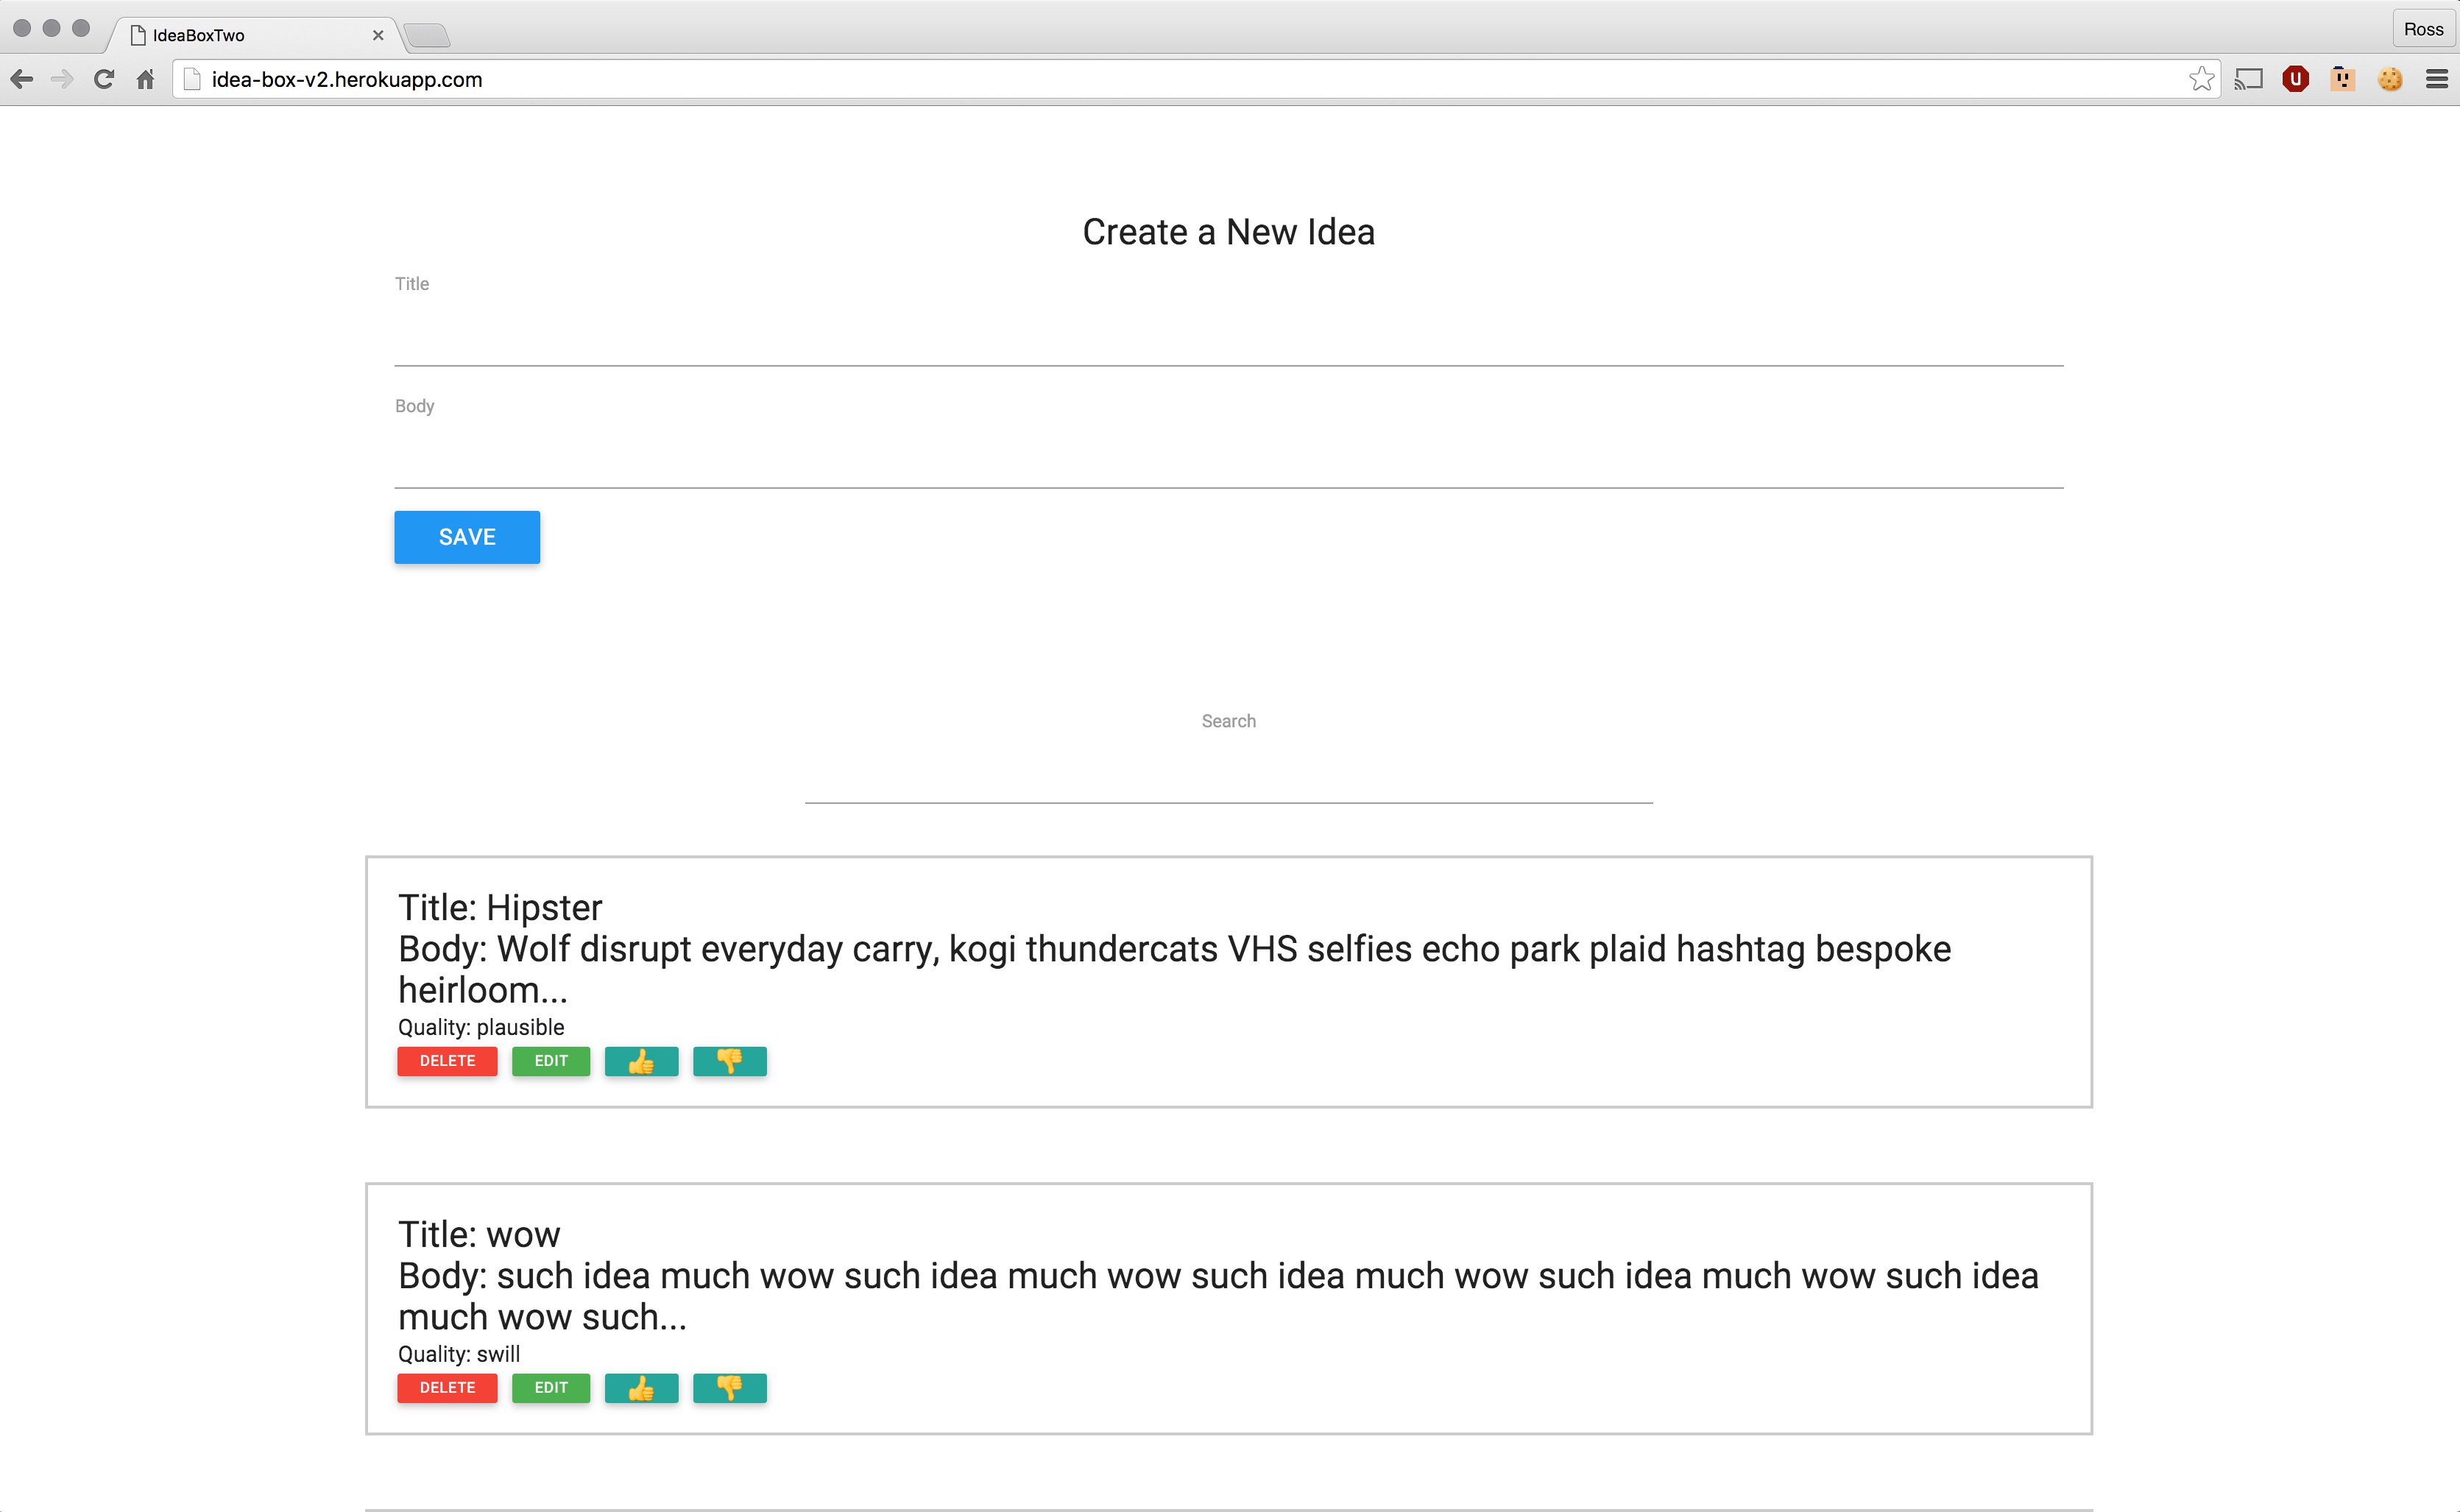 IdeaBoxTwo
Ross
idea-box-v2.herokuapp.com
Create a New Idea
Title
Body
SAVE
Search
Title: Hipster
Body: Wolf disrupt everyday carry, kogi thundercats VHS selfies echo park plaid hashtag bespoke
heirloom...
Quality: plausible
DELETE EDIT 👍 👎
Title: wow
Body: such idea much wow such idea much wow such idea much wow such idea much wow such idea
much wow such...
Quality: swill
DELETE EDIT 👍 👎